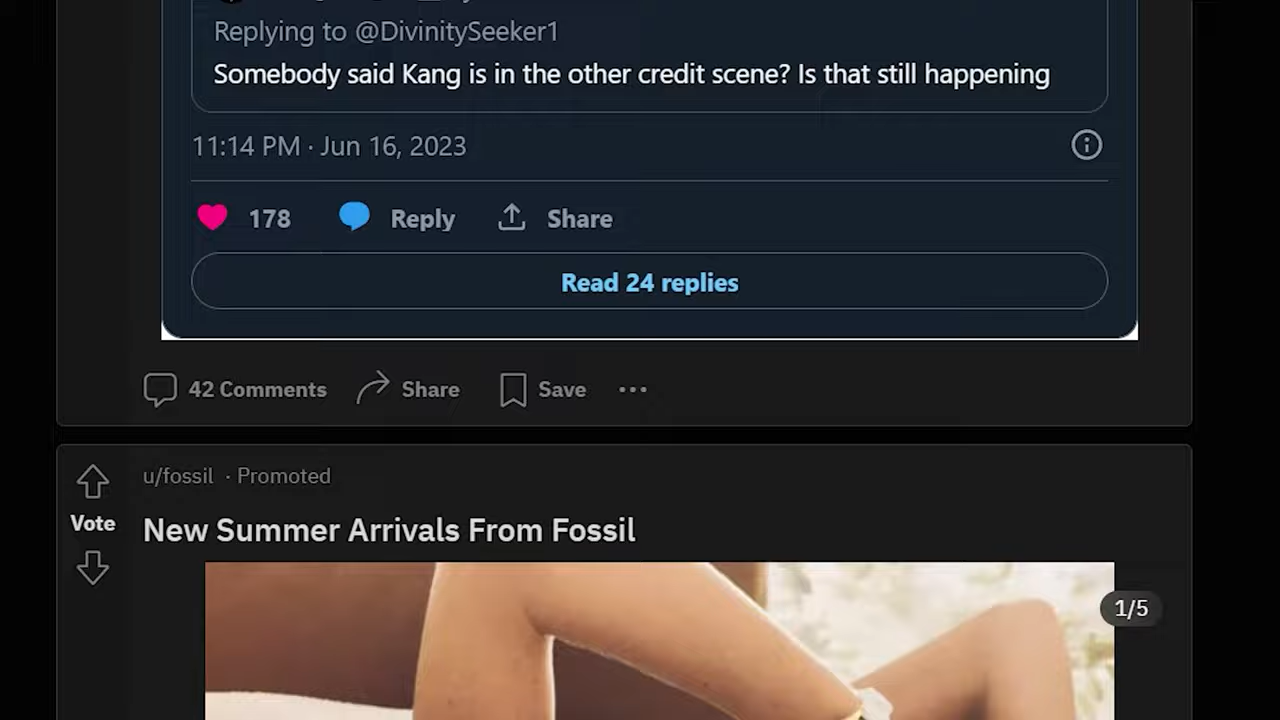 Replying to @DivinitySeeker1
Somebody said Kang is in the other credit scene? Is that still happening
11:14 PM · Jun 16, 2023
178 Reply Share
Read 24 replies
42 Comments Share Save
u/fossil · Promoted
Vote
New Summer Arrivals From Fossil
1/5